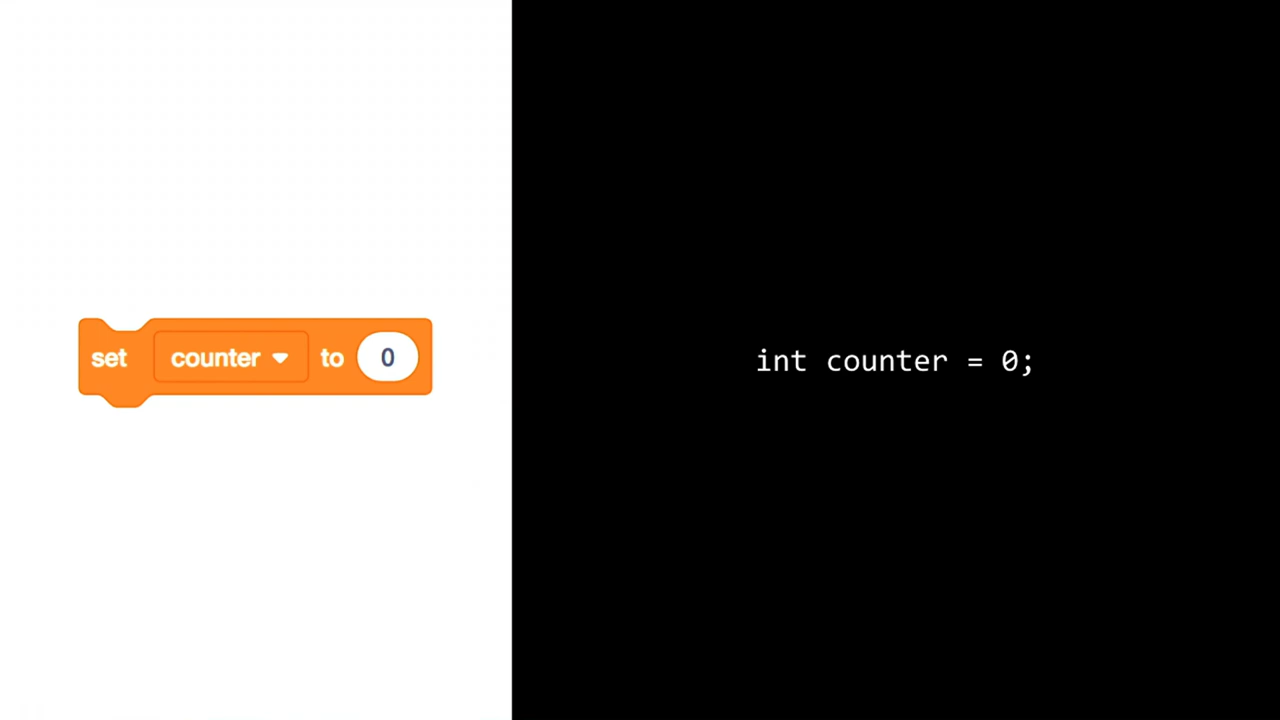 set counter to 0
int counter = 0;